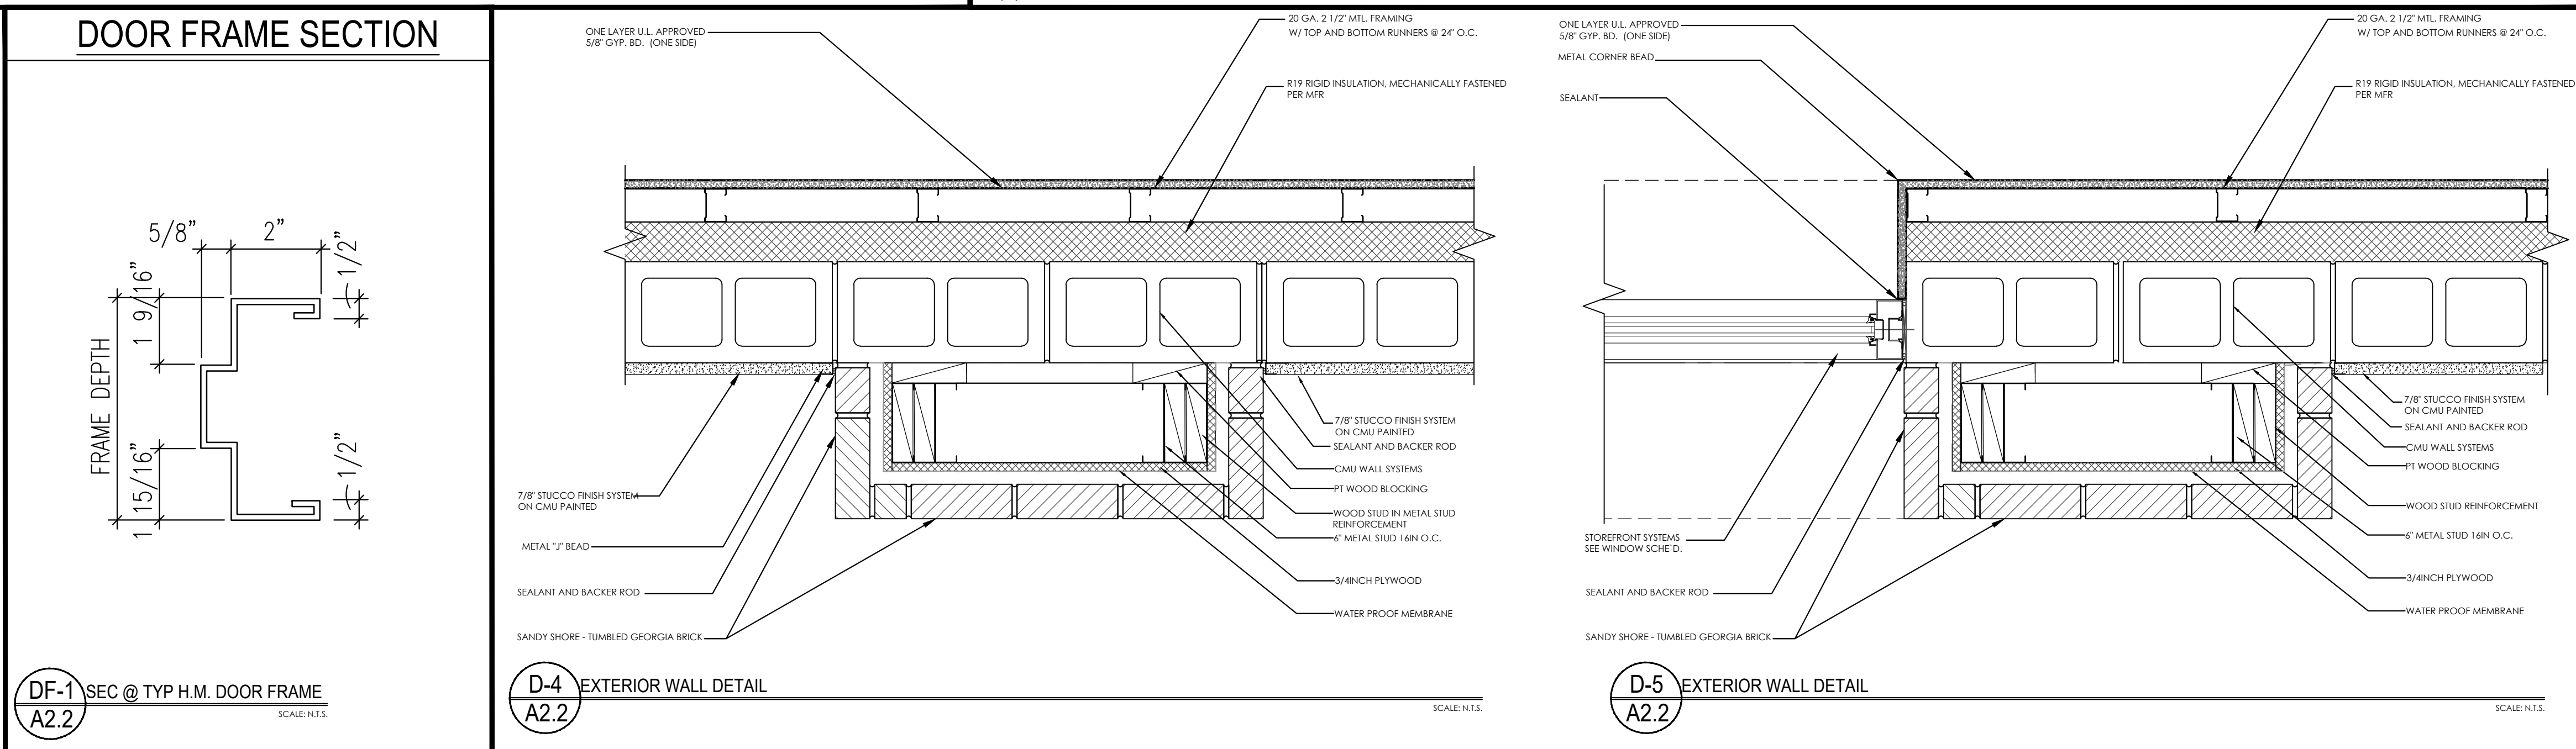 DOOR FRAME SECTION
5/8"
2"
1/2"
1 9/16"
FRAME DEPTH
1 15/16"
1/2"
DF-1
A2.2
SEC @ TYP H.M. DOOR FRAME
SCALE: N.T.S.
ONE LAYER U.L. APPROVED
5/8" GYP. BD. (ONE SIDE)
20 GA. 2 1/2" MTL. FRAMING
W/ TOP AND BOTTOM RUNNERS @ 24" O.C.
R19 RIGID INSULATION, MECHANICALLY FASTENED
PER MFR
7/8" STUCCO FINISH SYSTEM
ON CMU PAINTED
METAL "J" BEAD
SEALANT AND BACKER ROD
SANDY SHORE - TUMBLED GEORGIA BRICK
7/8" STUCCO FINISH SYSTEM
ON CMU PAINTED
SEALANT AND BACKER ROD
CMU WALL SYSTEMS
PT WOOD BLOCKING
WOOD STUD IN METAL STUD
REINFORCEMENT
6" METAL STUD 16IN O.C.
3/4INCH PLYWOOD
WATER PROOF MEMBRANE
D-4
A2.2
EXTERIOR WALL DETAIL
SCALE: N.T.S.
ONE LAYER U.L. APPROVED
5/8" GYP. BD. (ONE SIDE)
METAL CORNER BEAD
SEALANT
20 GA. 2 1/2" MTL. FRAMING
W/ TOP AND BOTTOM RUNNERS @ 24" O.C.
R19 RIGID INSULATION, MECHANICALLY FASTENED
PER MFR
STOREFRONT SYSTEMS
SEE WINDOW SCHE`D.
SEALANT AND BACKER ROD
SANDY SHORE - TUMBLED GEORGIA BRICK
7/8" STUCCO FINISH SYSTEM
ON CMU PAINTED
SEALANT AND BACKER ROD
CMU WALL SYSTEMS
PT WOOD BLOCKING
WOOD STUD REINFORCEMENT
6" METAL STUD 16IN O.C.
3/4INCH PLYWOOD
WATER PROOF MEMBRANE
D-5
A2.2
EXTERIOR WALL DETAIL
SCALE: N.T.S.